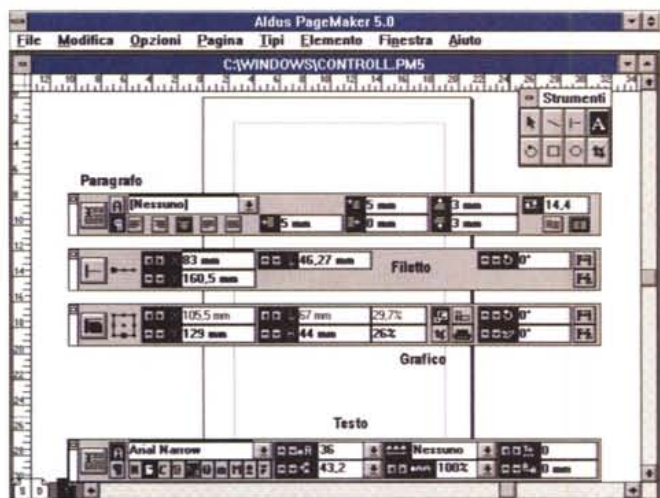 Aldus PageMaker 5.0
File Modifica Opzioni Pagina Tipi Elemento Finestra Aiuto
C:\WINDOWS\CONTROLL.PM5
Strumenti
A
Paragrafo
A [Nessuno] 5 mm 3 mm 14,4
¶ 5 mm 0 mm 3 mm
83 mm 46,27 mm Filetto 0°
160,5 mm
105,5 mm 67 mm 29,7% 0°
129 mm 44 mm 26% 0°
Grafico
Testo
A Arial Narrow 36 Nessuno 0
¶ N G C 43,2 100% 0 mm
S D